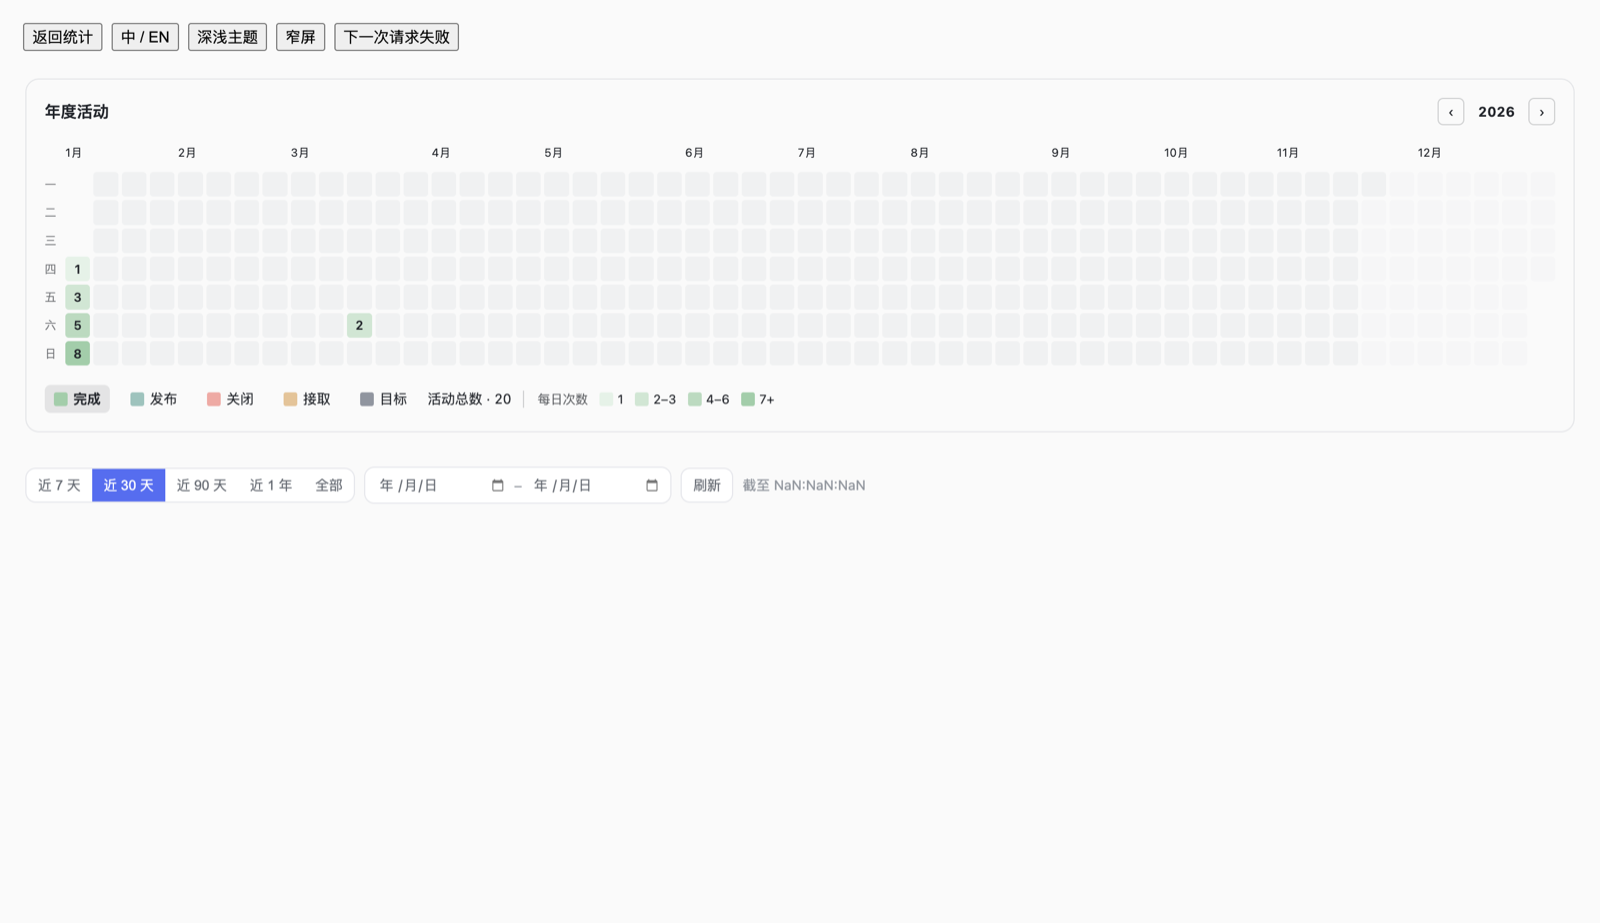 返回统计 中 / EN 深浅主题 窄屏 下一次请求失败
年度活动 ‹ 2026 ›
1月 2月 3月 4月 5月 6月 7月 8月 9月 10月 11月 12月
一
二
三
四 1
五 3
六 5 2
日 8
完成 发布 关闭 接取 目标 活动总数 · 20 每日次数 1 2–3 4–6 7+
近 7 天 近 30 天 近 90 天 近 1 年 全部 年 /月/日 – 年 /月/日 刷新 截至 NaN:NaN:NaN